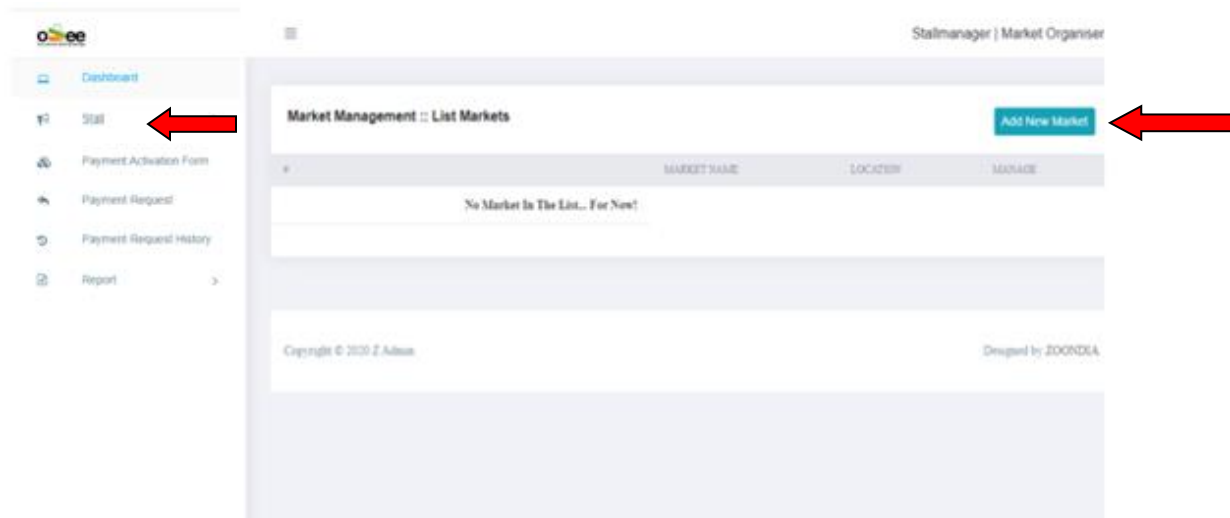 Stallmanager | Market Organiser
Dashboard
Stall
Payment Activation Form
Payment Request
Payment Request History
Report
Market Management :: List Markets
Add New Market
# MARKET NAME LOCATION MANAGE
No Market In The List... For Now!
Copyright © 2020 Z Admin
Designed by ZOONDIA